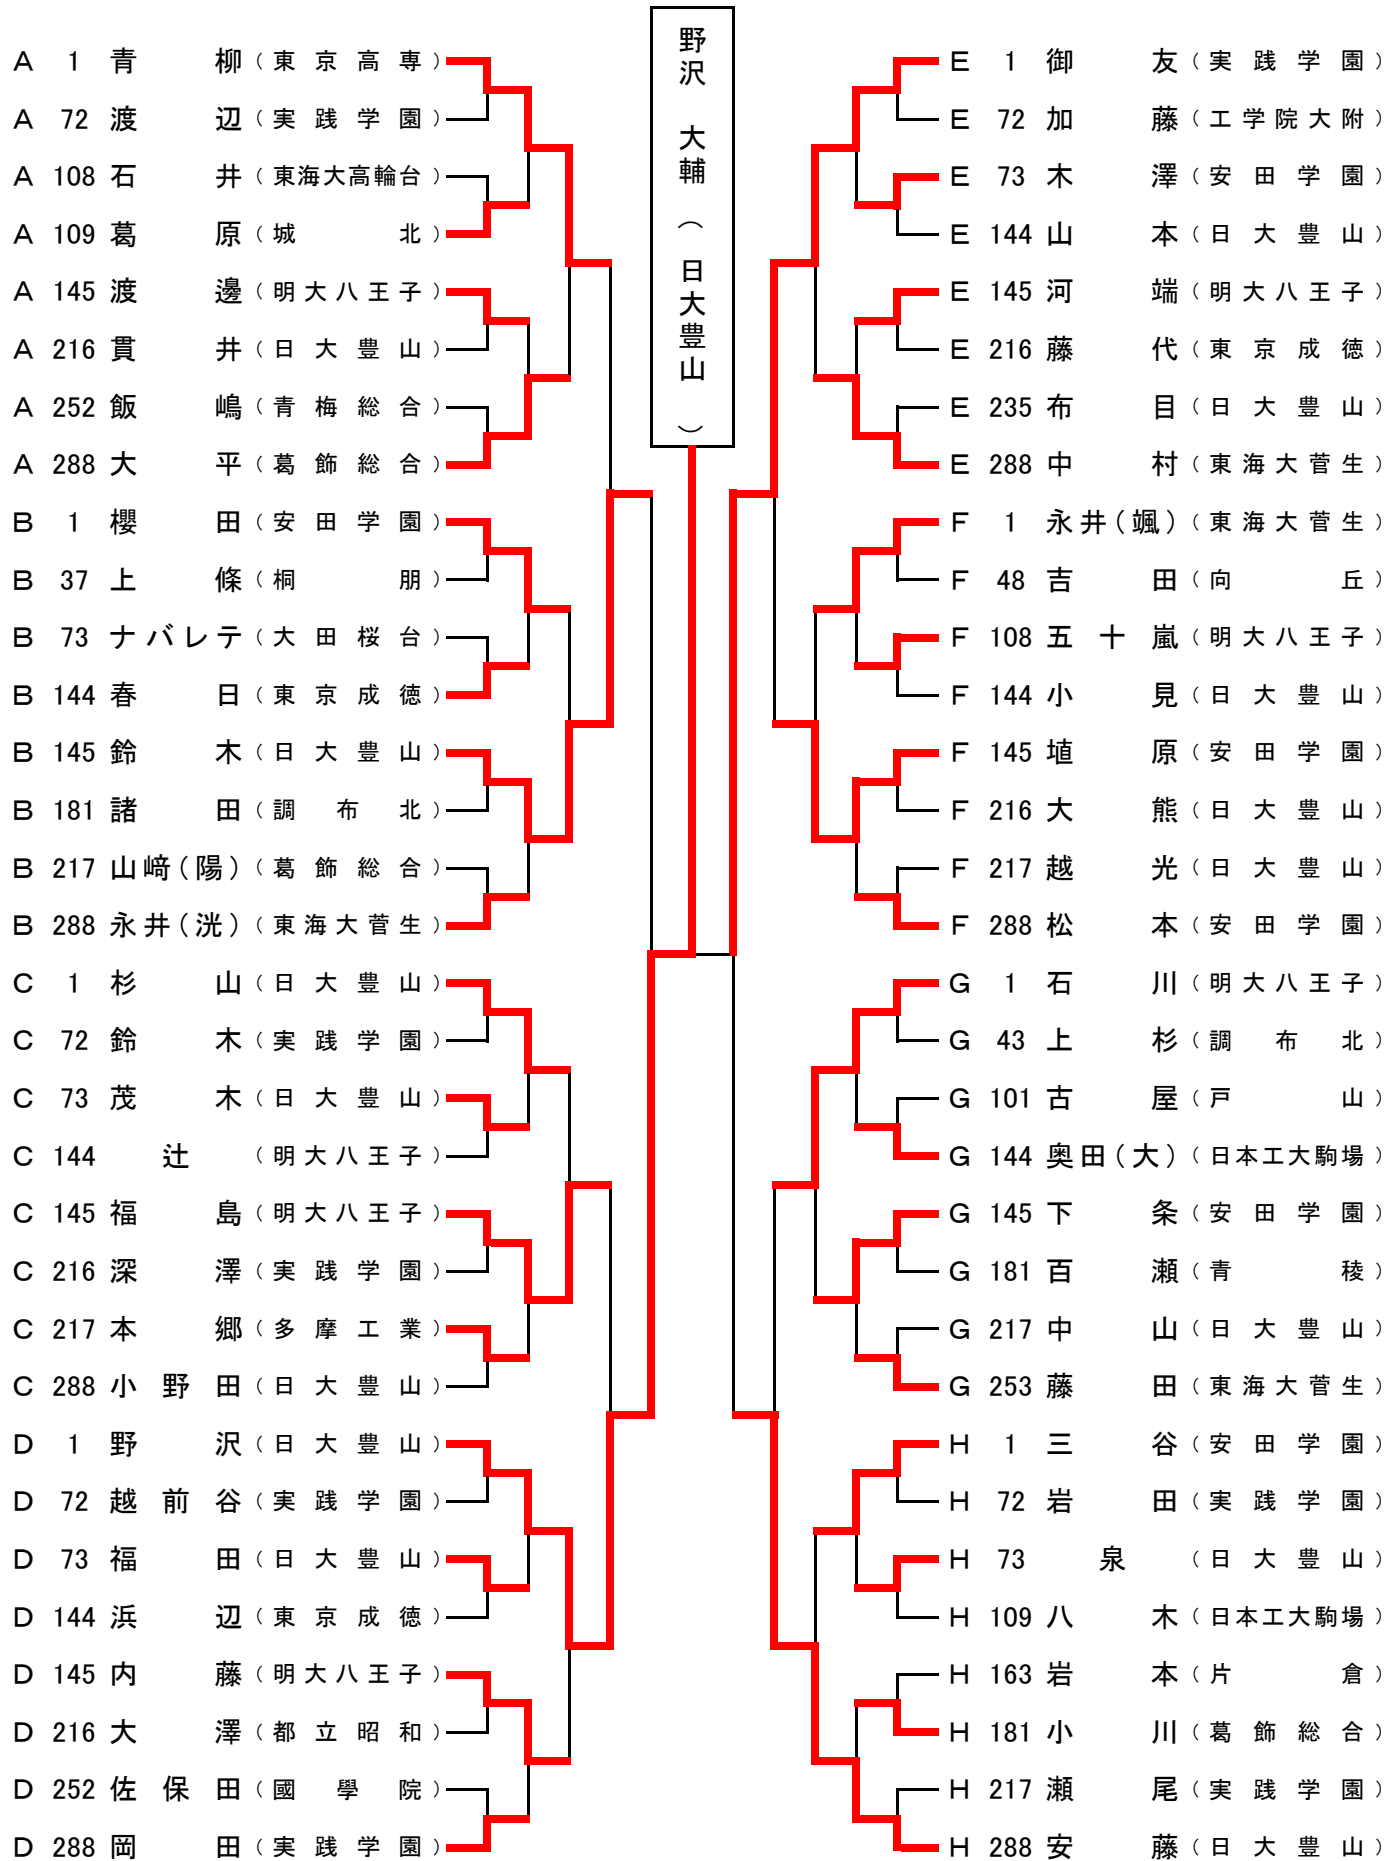 野沢 大輔 （ 日大豊山 ）
A 1 青柳（東京高専）
A 72 渡辺（実践学園）
A 108 石井（東海大高輪台）
A 109 葛原（城北）
A 145 渡邊（明大八王子）
A 216 貫井（日大豊山）
A 252 飯嶋（青梅総合）
A 288 大平（葛飾総合）
B 1 櫻田（安田学園）
B 37 上條（桐朋）
B 73 ナバレテ（大田桜台）
B 144 春日（東京成徳）
B 145 鈴木（日大豊山）
B 181 諸田（調布北）
B 217 山﨑(陽)（葛飾総合）
B 288 永井(洸)（東海大菅生）
C 1 杉山（日大豊山）
C 72 鈴木（実践学園）
C 73 茂木（日大豊山）
C 144 辻（明大八王子）
C 145 福島（明大八王子）
C 216 深澤（実践学園）
C 217 本郷（多摩工業）
C 288 小野田（日大豊山）
D 1 野沢（日大豊山）
D 72 越前谷（実践学園）
D 73 福田（日大豊山）
D 144 浜辺（東京成徳）
D 145 内藤（明大八王子）
D 216 大澤（都立昭和）
D 252 佐保田（國學院）
D 288 岡田（実践学園）
E 1 御友（実践学園）
E 72 加藤（工学院大附）
E 73 木澤（安田学園）
E 144 山本（日大豊山）
E 145 河端（明大八王子）
E 216 藤代（東京成徳）
E 235 布目（日大豊山）
E 288 中村（東海大菅生）
F 1 永井(颯)（東海大菅生）
F 48 吉田（向丘）
F 108 五十嵐（明大八王子）
F 144 小見（日大豊山）
F 145 埴原（安田学園）
F 216 大熊（日大豊山）
F 217 越光（日大豊山）
F 288 松本（安田学園）
G 1 石川（明大八王子）
G 43 上杉（調布北）
G 101 古屋（戸山）
G 144 奥田(大)（日本工大駒場）
G 145 下条（安田学園）
G 181 百瀬（青稜）
G 217 中山（日大豊山）
G 253 藤田（東海大菅生）
H 1 三谷（安田学園）
H 72 岩田（実践学園）
H 73 泉（日大豊山）
H 109 八木（日本工大駒場）
H 163 岩本（片倉）
H 181 小川（葛飾総合）
H 217 瀬尾（実践学園）
H 288 安藤（日大豊山）